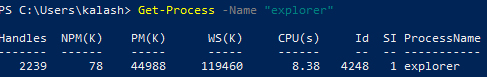 PS C:\Users\kalash> Get-Process -Name "explorer"
Handles  NPM(K)    PM(K)      WS(K)     CPU(s)     Id  SI ProcessName
-------  ------    -----      -----     ------     --  -- -----------
   2239      78    44988     119460       8.38   4248   1 explorer